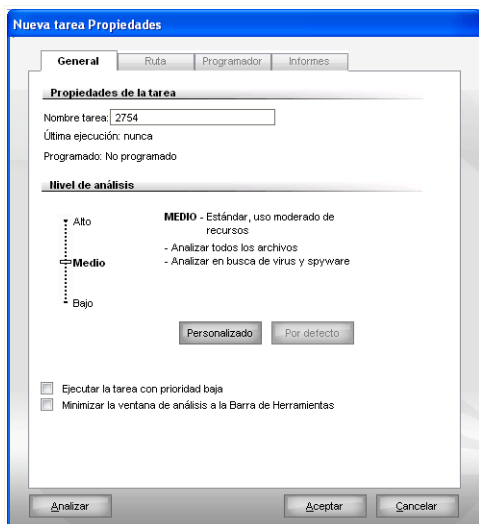 Nueva tarea Propiedades
General Ruta Programador Informes
Propiedades de la tarea
Nombre tarea: 2754
Última ejecución: nunca
Programado: No programado
Nivel de análisis
Alto
Medio
Bajo
MEDIO - Estándar, uso moderado de
recursos
- Analizar todos los archivos
- Analizar en busca de virus y spyware
Personalizado Por defecto
Ejecutar la tarea con prioridad baja
Minimizar la ventana de análisis a la Barra de Herramientas
Analizar Aceptar Cancelar